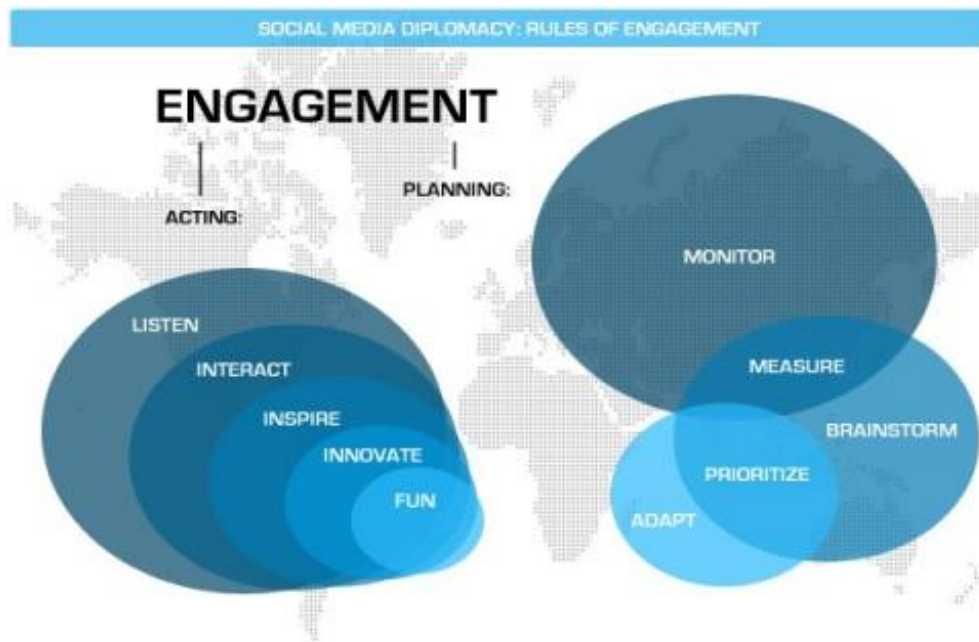 SOCIAL MEDIA DIPLOMACY: RULES OF ENGAGEMENT
ENGAGEMENT
ACTING:
PLANNING:
LISTEN
INTERACT
INSPIRE
INNOVATE
FUN
MONITOR
MEASURE
BRAINSTORM
PRIORITIZE
ADAPT